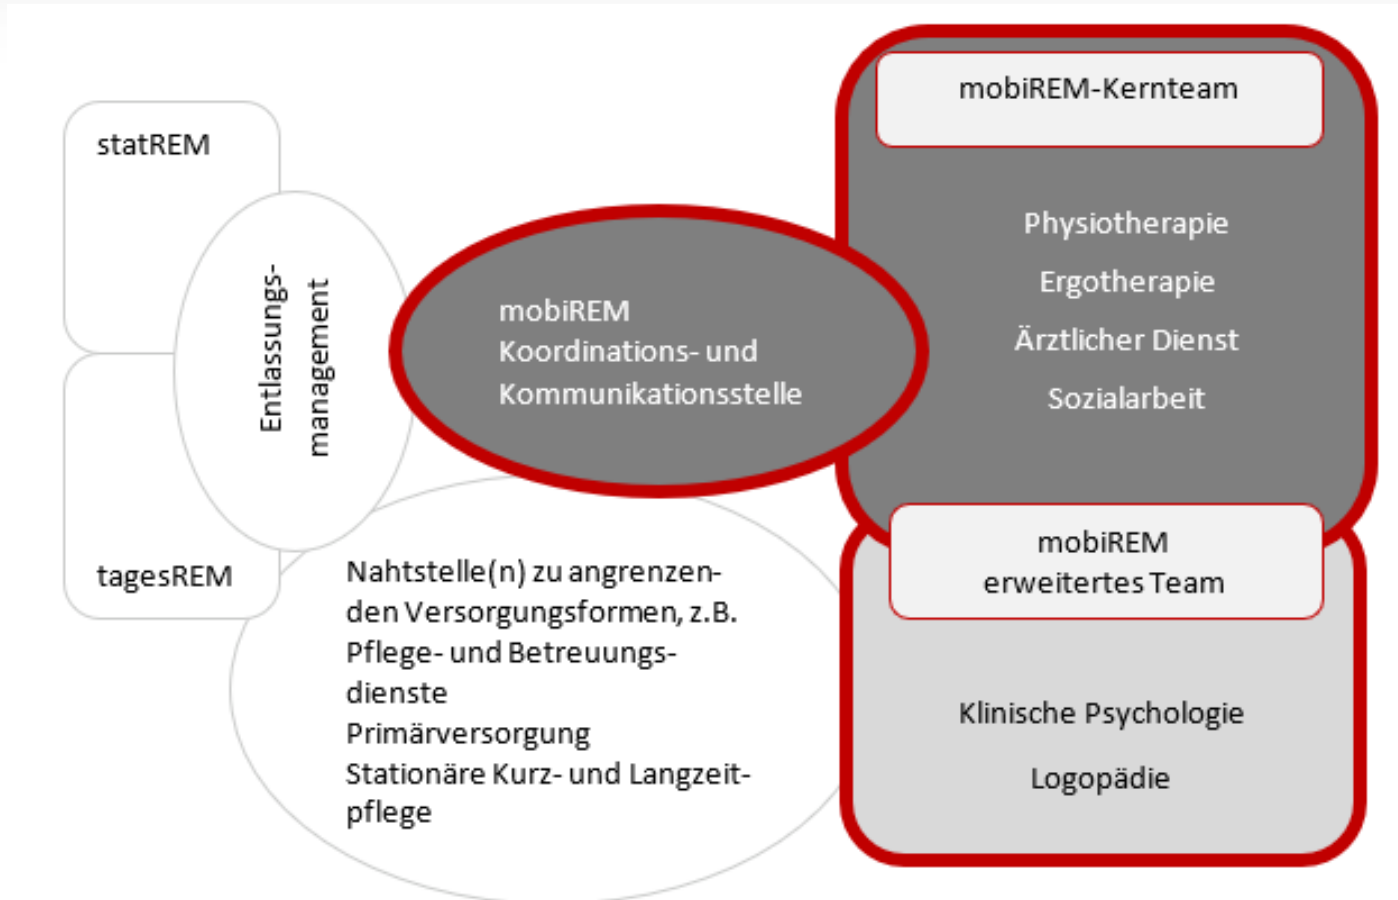 statREM
tagesREM
Entlassungs-
management
mobiREM
Koordinations- und
Kommunikationsstelle
Nahtstelle(n) zu angrenzen-
den Versorgungsformen, z.B.
Pflege- und Betreuungs-
dienste
Primärversorgung
Stationäre Kurz- und Langzeit-
pflege
mobiREM-Kernteam
Physiotherapie
Ergotherapie
Ärztlicher Dienst
Sozialarbeit
mobiREM
erweitertes Team
Klinische Psychologie
Logopädie